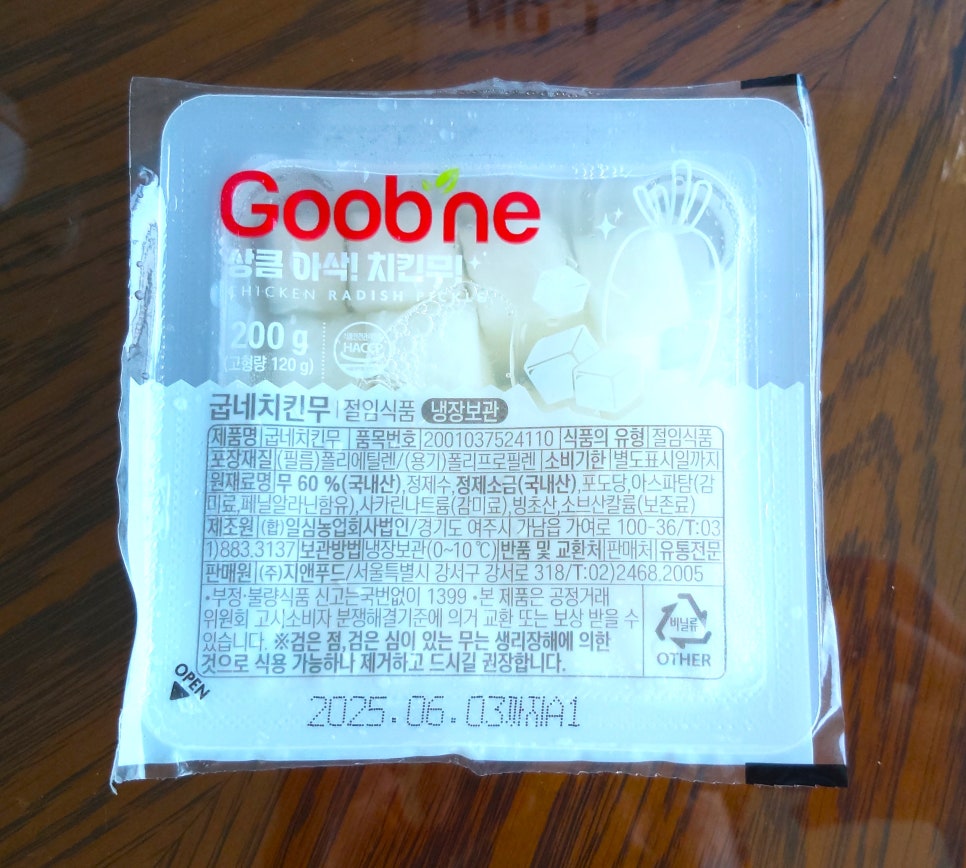 Goobne
상큼 아삭! 치킨무!
CHICKEN RADISH PICKLE
200 g
(고형량 120 g)
HACCP
굽네치킨무 | 절임식품 냉장보관
제품명 굽네치킨무 품목번호 2001037524110 식품의 유형 절임식품
포장재질 (필름)폴리에틸렌/(용기)폴리프로필렌 소비기한 별도표시일까지
원재료명 무 60 %(국내산),정제수,정제소금(국내산),포도당,아스파탐(감
미료,페닐알라닌함유),사카린나트륨(감미료),빙초산,소브산칼륨(보존료)
제조원 (합)일심농업회사법인/경기도 여주시 가남읍 가여로 100-36/T:03
1)883.3137 보관방법 냉장보관(0~10℃) 반품 및 교환처 판매처 유통전문
판매원 (주)지앤푸드/서울특별시 강서구 강서로 318/T:02)2468.2005
•부정·불량식품 신고는국번없이 1399 •본 제품은 공정거래
위원회 고시소비자 분쟁해결기준에 의거 교환 또는 보상 받을 수
있습니다. ※검은 점,검은 심이 있는 무는 생리장해에 의한
것으로 식용 가능하나 제거하고 드시길 권장합니다.
비닐류
OTHER
OPEN
2025.06.03까지A1